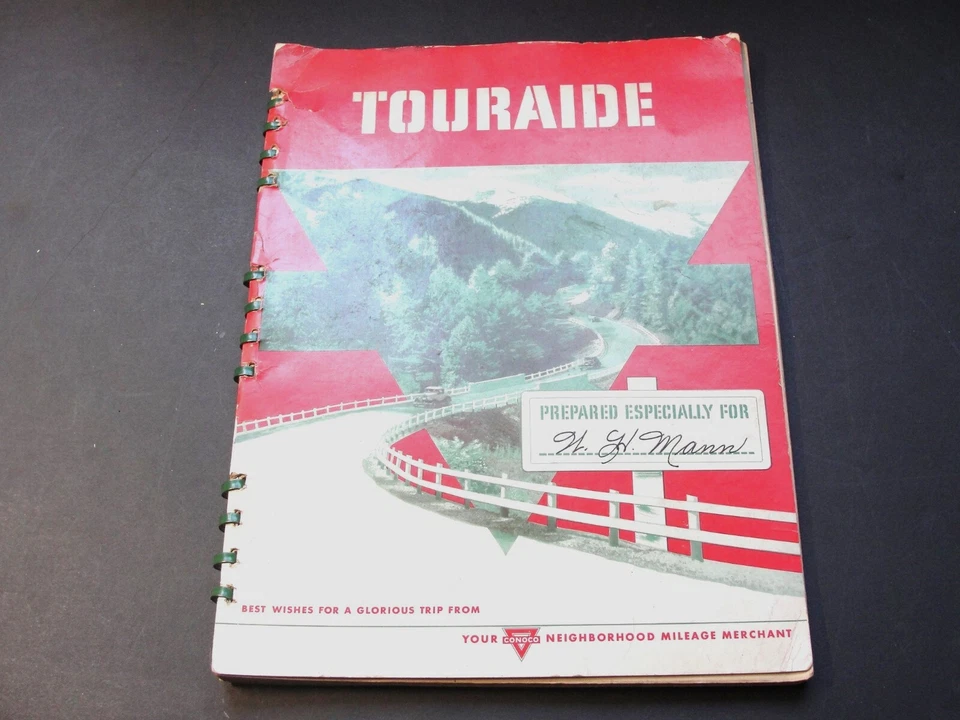 TOURAIDE
PREPARED ESPECIALLY FOR
W. H. Mann
BEST WISHES FOR A GLORIOUS TRIP FROM
YOUR CONOCO NEIGHBORHOOD MILEAGE MERCHANT